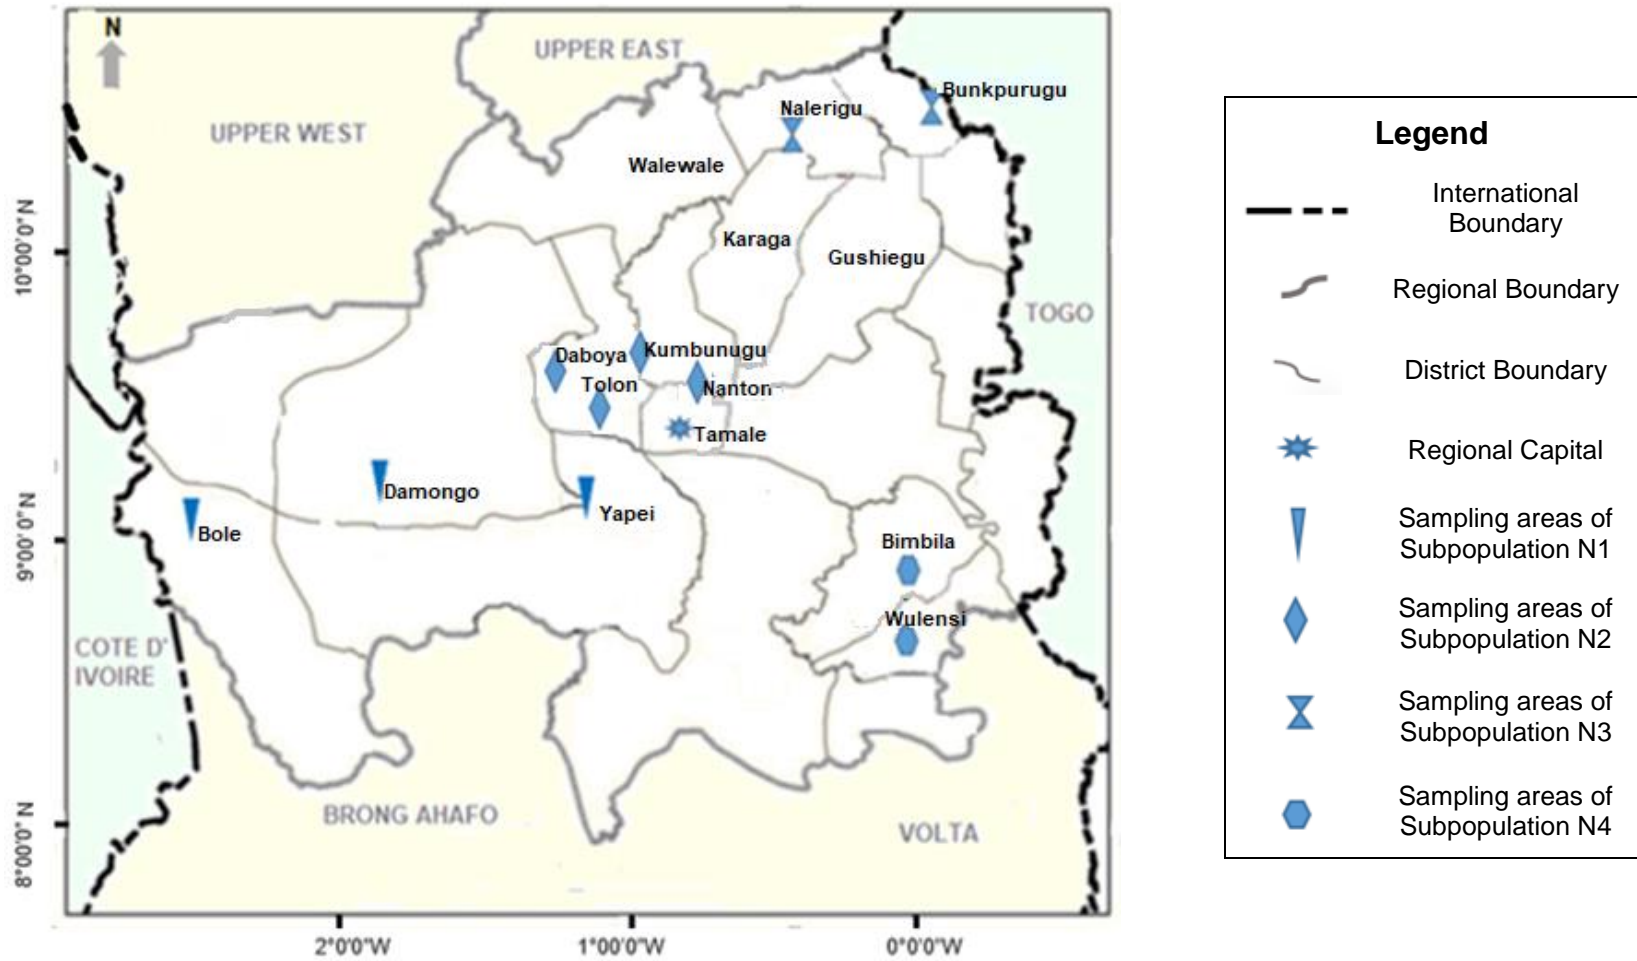 N
UPPER EAST
Bunkpurugu
Nalerigu
UPPER WEST
Walewale
10°00'0"N
Karaga
Gushiegu
TOGO
Daboya
Kumbunugu
Tolon
Nanton
Tamale
Damongo
Yapei
Bole
9°00'0"N
Bimbila
Wulensi
COTE D'
IVOIRE
BRONG AHAFO
VOLTA
8°00'0"N
2°0'0'W
1°00'0'W
0°0'0'W
Legend
International
Boundary
Regional Boundary
District Boundary
Regional Capital
Sampling areas of
Subpopulation N1
Sampling areas of
Subpopulation N2
Sampling areas of
Subpopulation N3
Sampling areas of
Subpopulation N4